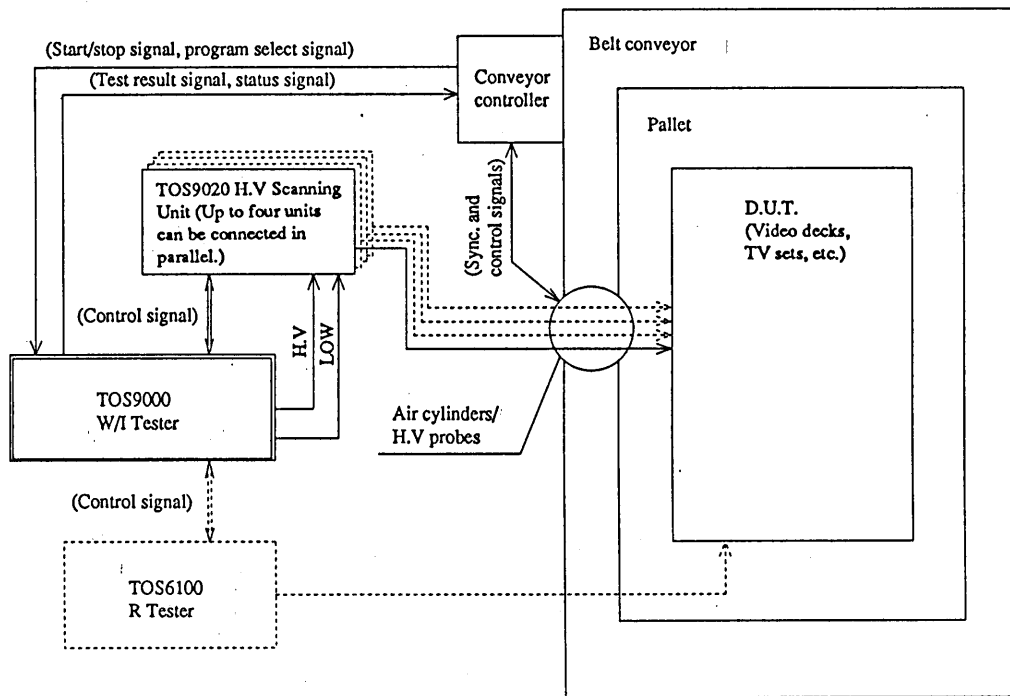 (Start/stop signal, program select signal)
(Test result signal, status signal)
Conveyor
controller
Belt conveyor
Pallet
TOS9020 H.V Scanning
Unit (Up to four units
can be connected in
parallel.)
(Sync. and
control signals)
D.U.T.
(Video decks,
TV sets, etc.)
(Control signal)
H.V
LOW
TOS9000
W/I Tester
Air cylinders/
H.V probes
(Control signal)
TOS6100
R Tester